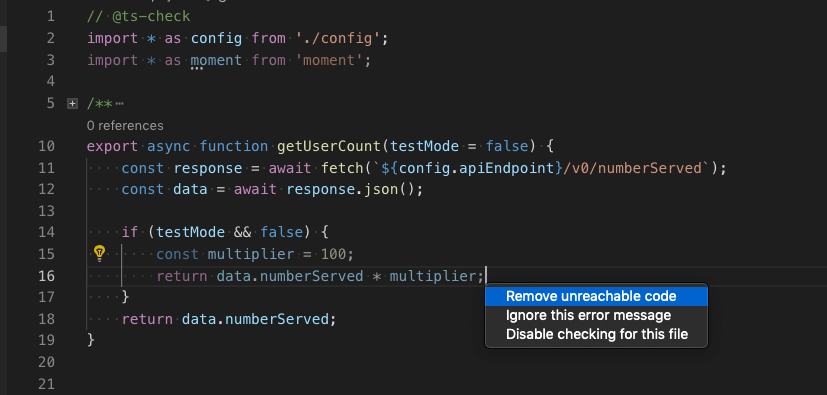 1 // @ts-check
2 import * as config from './config';
3 import * as moment from 'moment';
4
5 /** ⋯
0 references
10 export async function getUserCount(testMode = false) {
11 const response = await fetch(`${config.apiEndpoint}/v0/numberServed`);
12 const data = await response.json();
13
14 if (testMode && false) {
15 const multiplier = 100;
16 return data.numberServed * multiplier;
Remove unreachable code
Ignore this error message
Disable checking for this file
17 }
18 return data.numberServed;
19 }
20
21